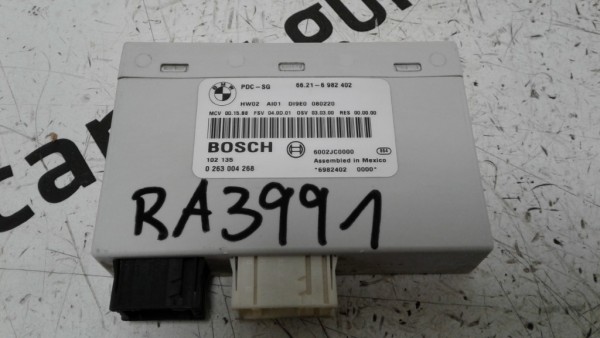 BMW
PDC-SG 66.21-6 982 402
HW02 AI01 DI9E0 080220
MCV 00.15.86 FSV 04.00.01 OSV 03.03.00 RES 00.00.00
BOSCH 6002JC0000
102 135 Assembled in Mexico
0 263 004 268 *6982402 0000*
RA3991